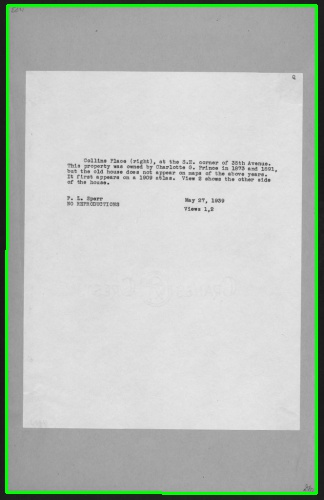 Collins Place (right), at the S.E. corner of 33th Avenue.
This property was owned by Charlotte S. Prince in 1873 and 1891,
but the old house does not appear on maps of the above years.
It first appears on a 1909 atlas. View 2 shows the other side
of the house.
P. L. Sperr
May 27, 1939
NO REPRODUCTIONS
Views 1,2